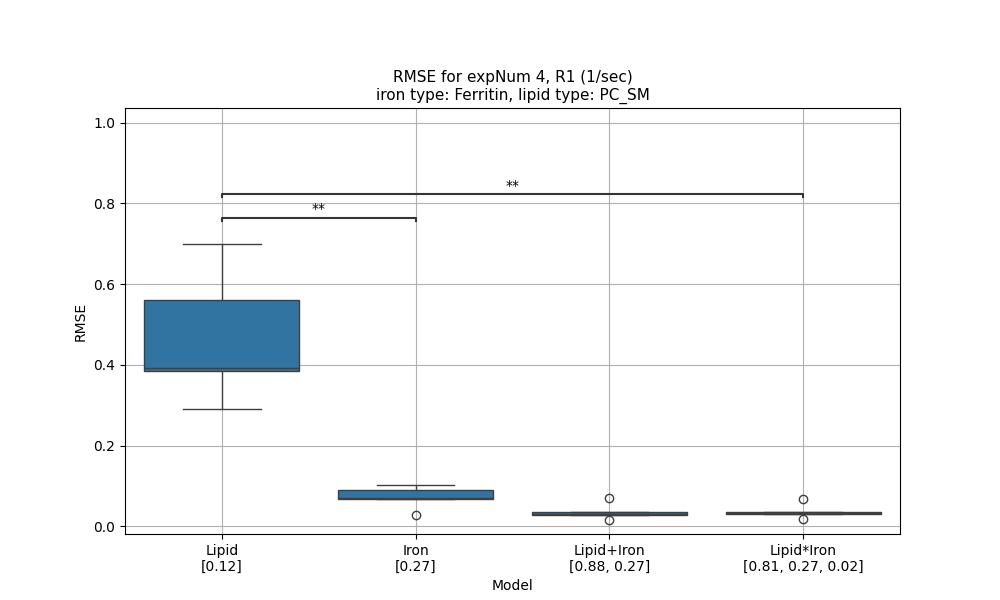 RMSE for expNum 4, R1 (1/sec)
iron type: Ferritin, lipid type: PC_SM
1.0
0.8
0.6
0.4
0.2
0.0
RMSE
**
**
Lipid
[0.12]
Iron
[0.27]
Lipid+Iron
[0.88, 0.27]
Lipid*Iron
[0.81, 0.27, 0.02]
Model